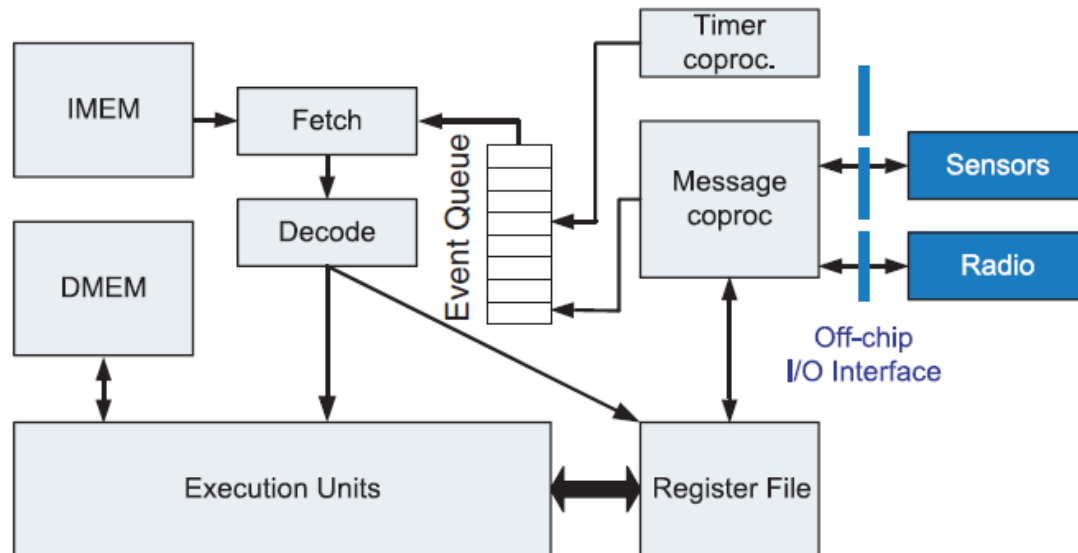 Timer
coproc.
IMEM
Fetch
Event Queue
Message
coproc
Sensors
Decode
Radio
DMEM
Off-chip
I/O Interface
Execution Units
Register File